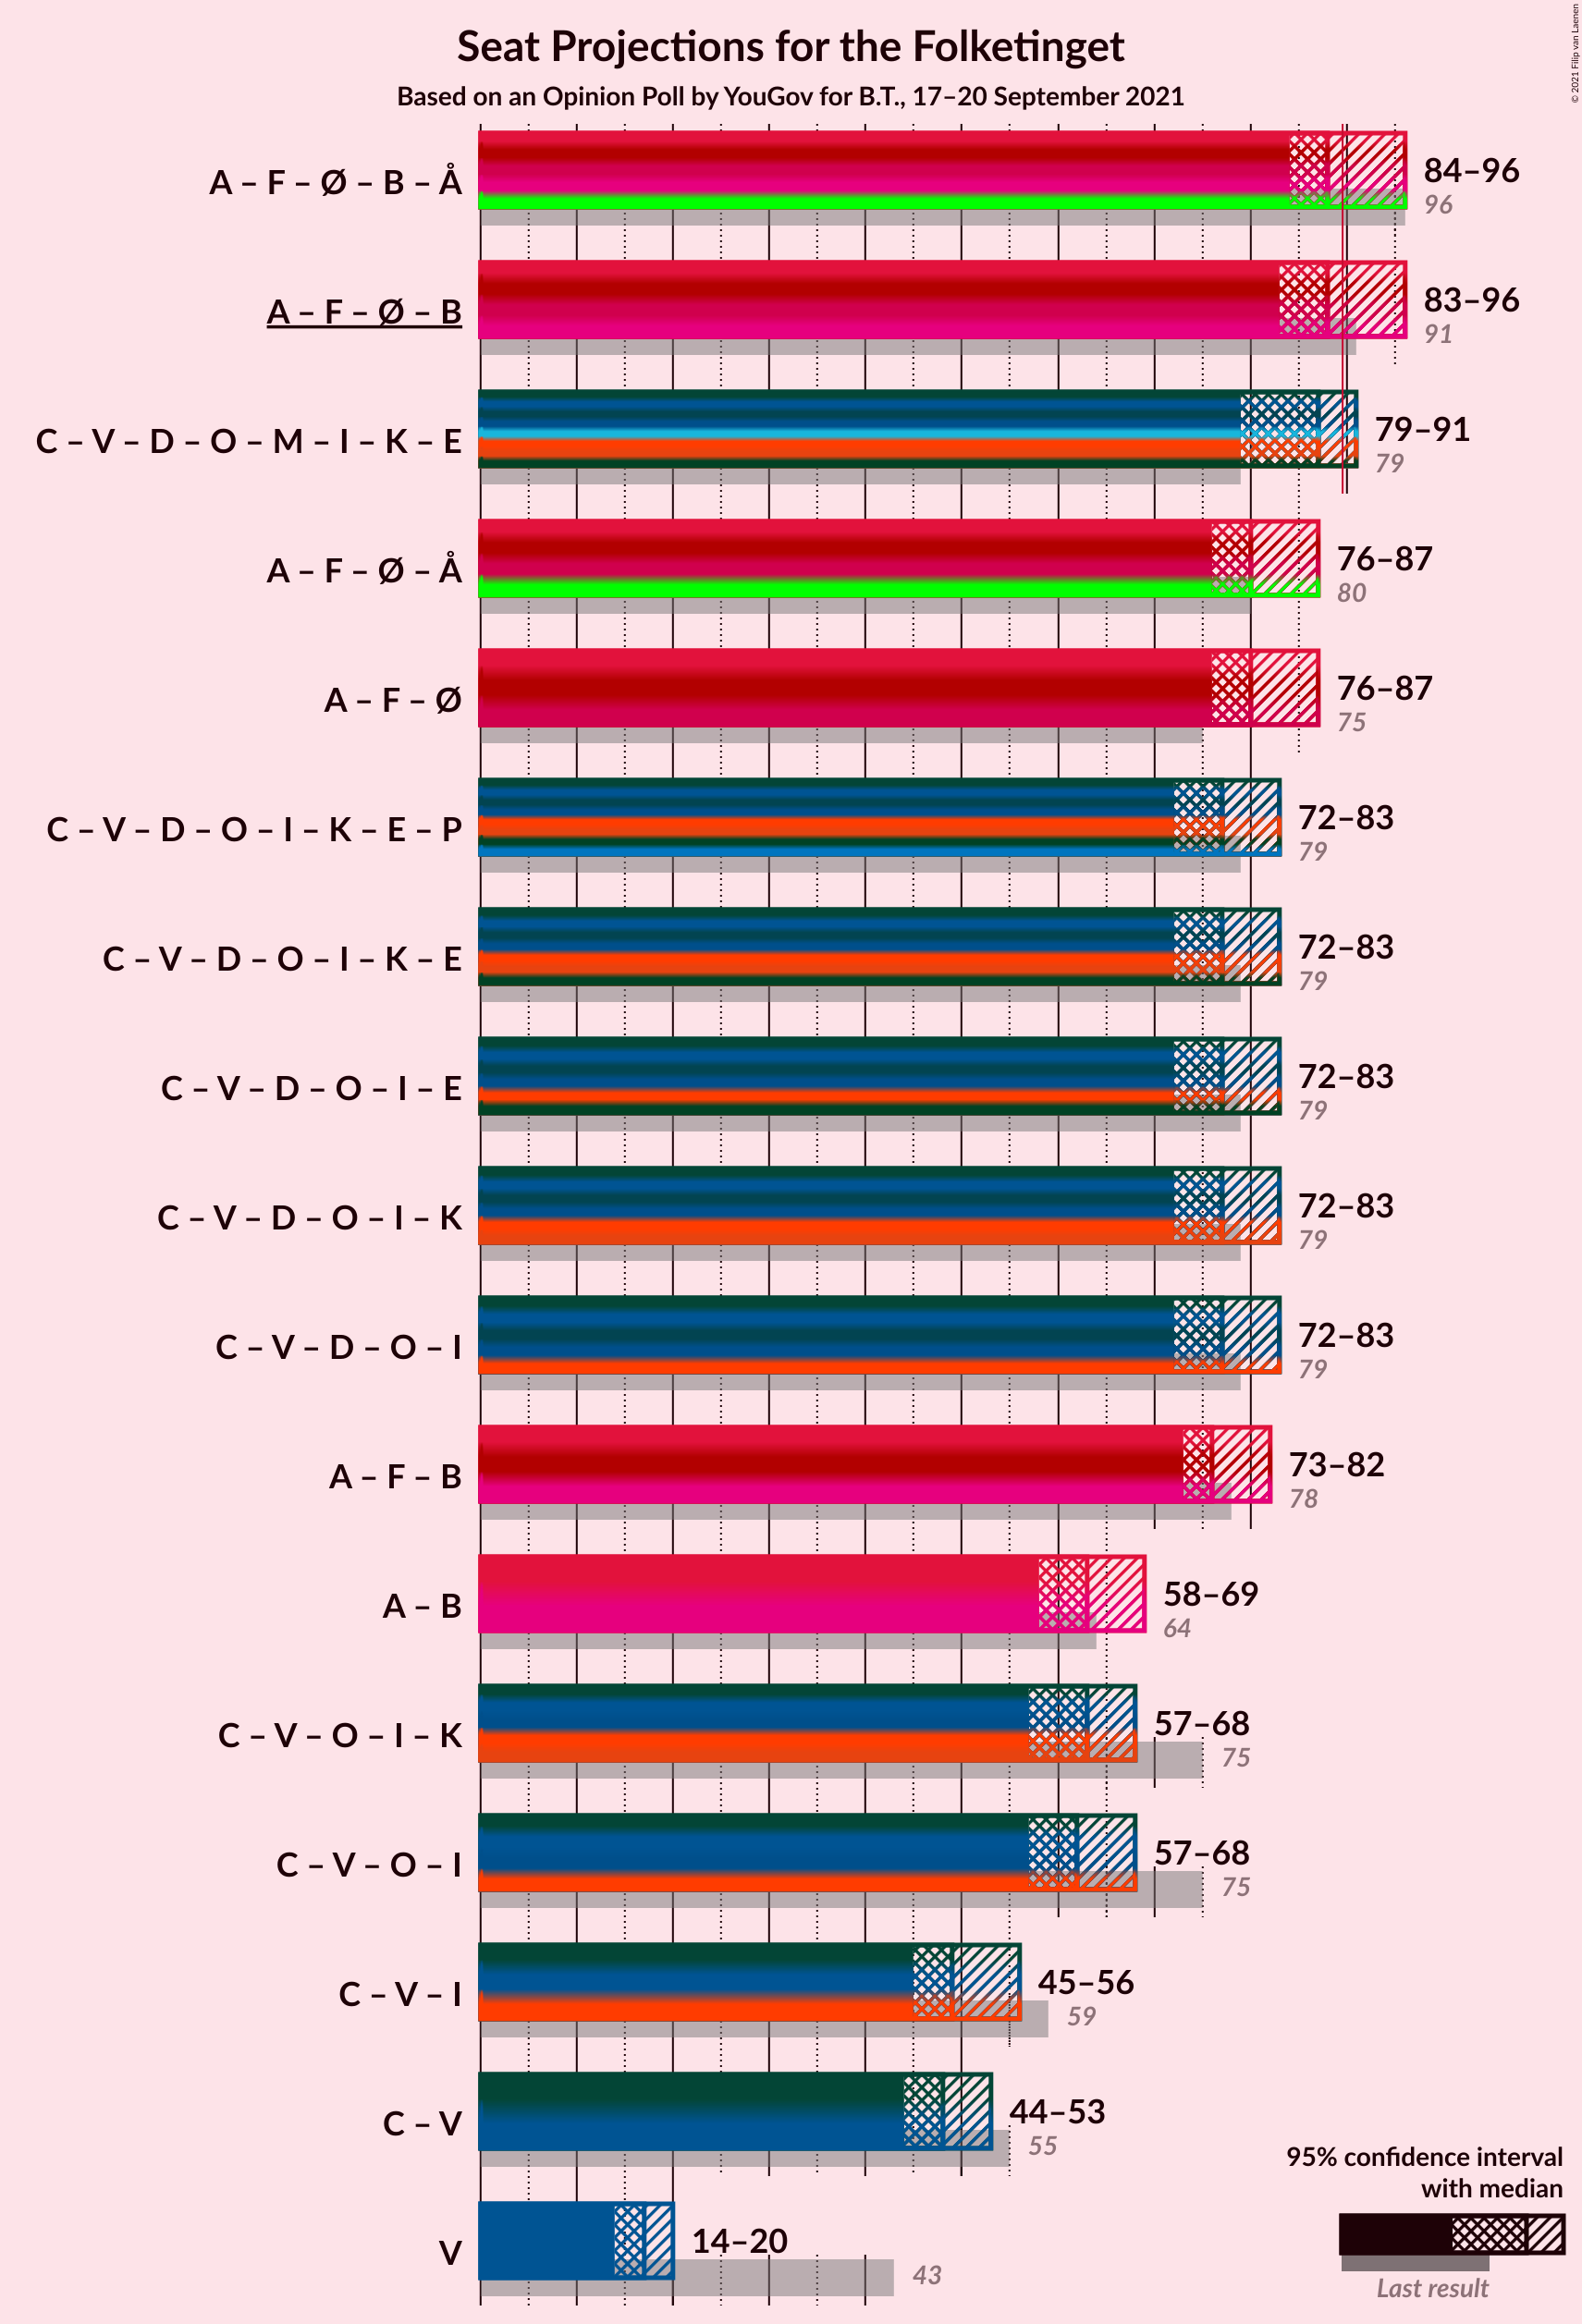 Seat Projections for the Folketinget
Based on an Opinion Poll by YouGov for B.T., 17–20 September 2021
© 2021 Filip van Laenen
A – F – Ø – B – Å
84–96
96
A – F – Ø – B
83–96
91
C – V – D – O – M – I – K – E
79–91
79
A – F – Ø – Å
76–87
80
A – F – Ø
76–87
75
C – V – D – O – I – K – E – P
72–83
79
C – V – D – O – I – K – E
72–83
79
C – V – D – O – I – E
72–83
79
C – V – D – O – I – K
72–83
79
C – V – D – O – I
72–83
79
A – F – B
73–82
78
A – B
58–69
64
C – V – O – I – K
57–68
75
C – V – O – I
57–68
75
C – V – I
45–56
59
C – V
44–53
55
V
14–20
43
95% confidence interval
with median
Last result